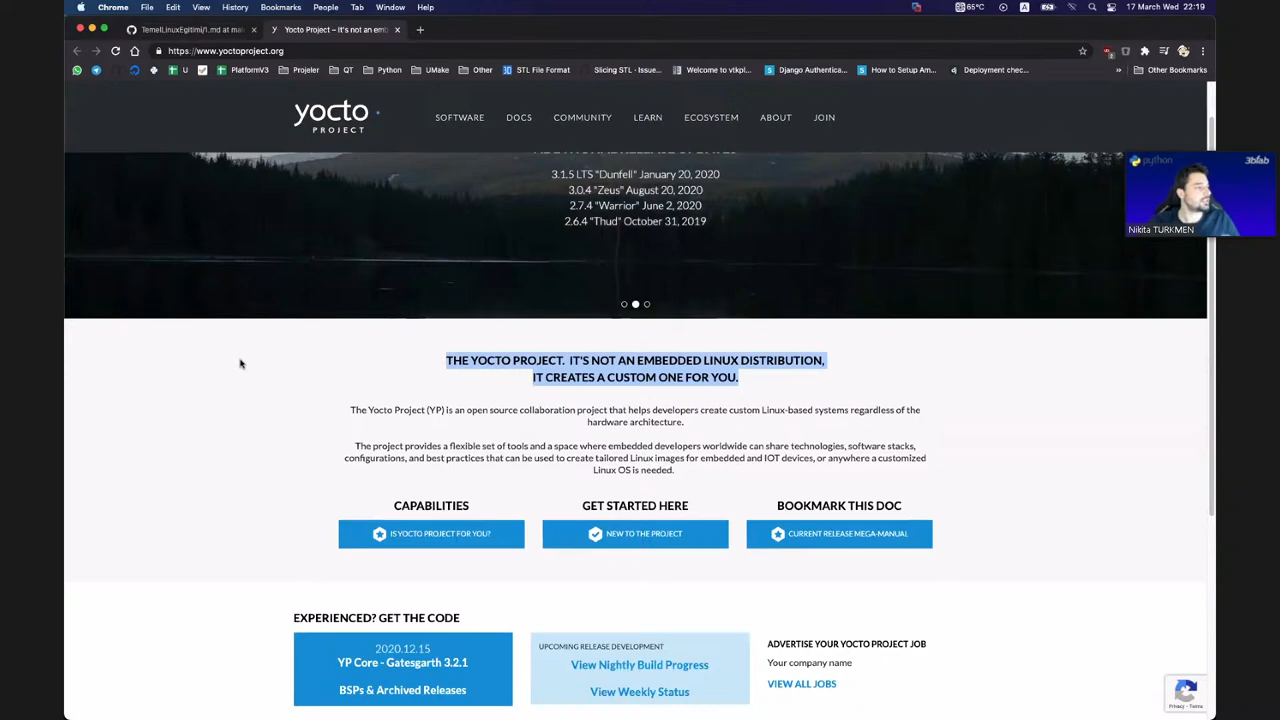 Chrome File Edit View History Bookmarks People Tab Window Help
65°C A 17 March Wed 22:19
TemelLinuxEgitimi/1.md at ma
Yocto Project – It's not an emb
https://www.yoctoproject.org
U PlatformV3 Projeler QT Python UMake Other STL File Format Slicing STL · Issue... Welcome to vtkpl... Django Authentica... How to Setup Am... Deployment chec... » Other Bookmarks
yocto
PROJECT
SOFTWARE DOCS COMMUNITY LEARN ECOSYSTEM ABOUT JOIN
3.1.5 LTS "Dunfell" January 20, 2020
3.0.4 "Zeus" August 20, 2020
2.7.4 "Warrior" June 2, 2020
2.6.4 "Thud" October 31, 2019
python
3blab
Nikita TURKMEN
THE YOCTO PROJECT. IT'S NOT AN EMBEDDED LINUX DISTRIBUTION,
IT CREATES A CUSTOM ONE FOR YOU.
The Yocto Project (YP) is an open source collaboration project that helps developers create custom Linux-based systems regardless of the
hardware architecture.
The project provides a flexible set of tools and a space where embedded developers worldwide can share technologies, software stacks,
configurations, and best practices that can be used to create tailored Linux images for embedded and IOT devices, or anywhere a customized
Linux OS is needed.
CAPABILITIES
IS YOCTO PROJECT FOR YOU?
GET STARTED HERE
NEW TO THE PROJECT
BOOKMARK THIS DOC
CURRENT RELEASE MEGA-MANUAL
EXPERIENCED? GET THE CODE
2020.12.15
YP Core - Gatesgarth 3.2.1
BSPs & Archived Releases
UPCOMING RELEASE DEVELOPMENT
View Nightly Build Progress
View Weekly Status
ADVERTISE YOUR YOCTO PROJECT JOB
Your company name
VIEW ALL JOBS
Privacy - Terms